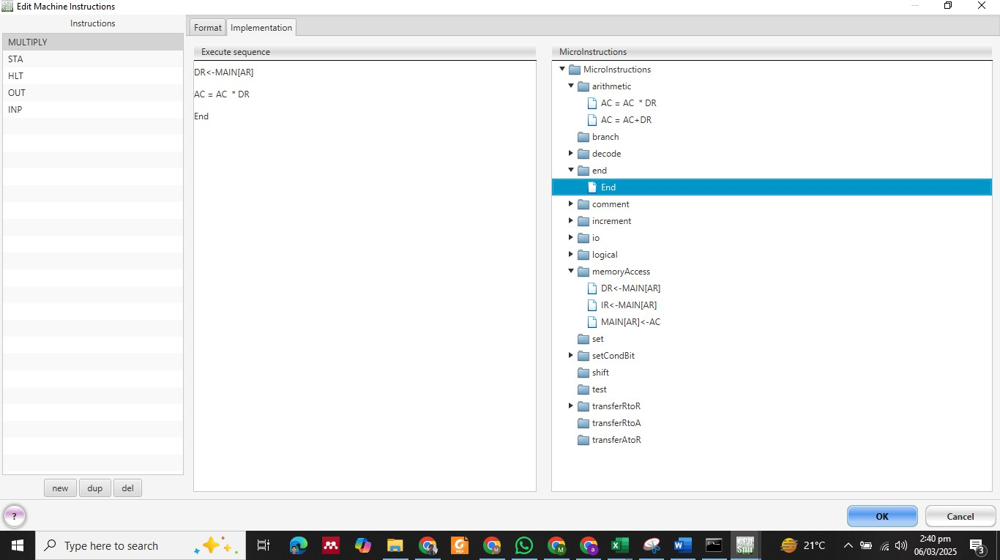 Edit Machine Instructions
Instructions
MULTIPLY
STA
HLT
OUT
INP
new
dup
del
Format
Implementation
Execute sequence
DR<-MAIN[AR]
AC = AC  * DR
End
MicroInstructions
MicroInstructions
arithmetic
AC = AC  * DR
AC = AC+DR
branch
decode
end
End
comment
increment
io
logical
memoryAccess
DR<-MAIN[AR]
IR<-MAIN[AR]
MAIN[AR]<-AC
set
setCondBit
shift
test
transferRtoR
transferRtoA
transferAtoR
?
OK
Cancel
Type here to search
21°C
2:40 pm
06/03/2025
3